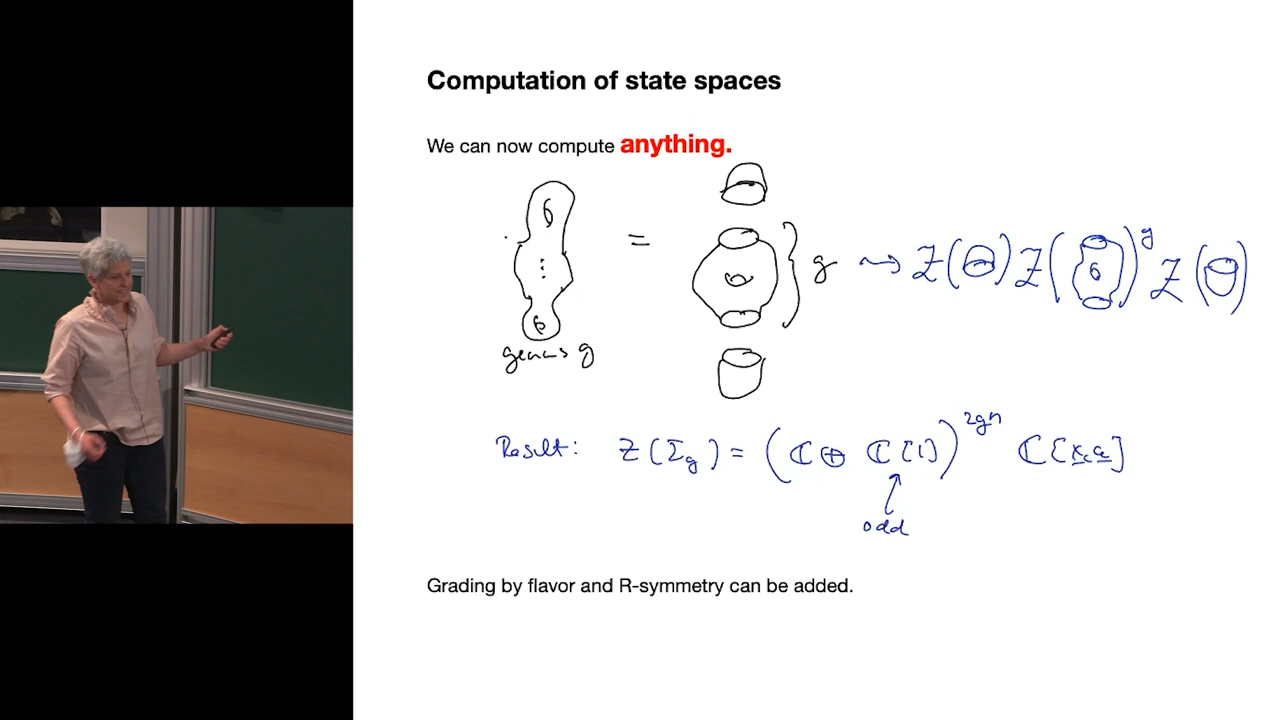 Computation of state spaces
We can now compute anything.
= } g ⇝ Z( ) Z( )^g Z( )
genus g
Result: Z(Σ_g) = (ℂ ⊕ ℂ[1])^{2gn} ℂ[x, a]
odd
Grading by flavor and R-symmetry can be added.